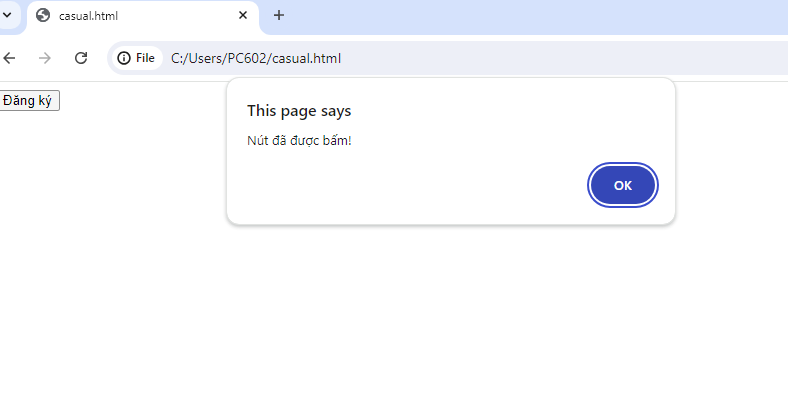 casual.html
File
C:/Users/PC602/casual.html
Đăng ký
This page says
Nút đã được bấm!
OK